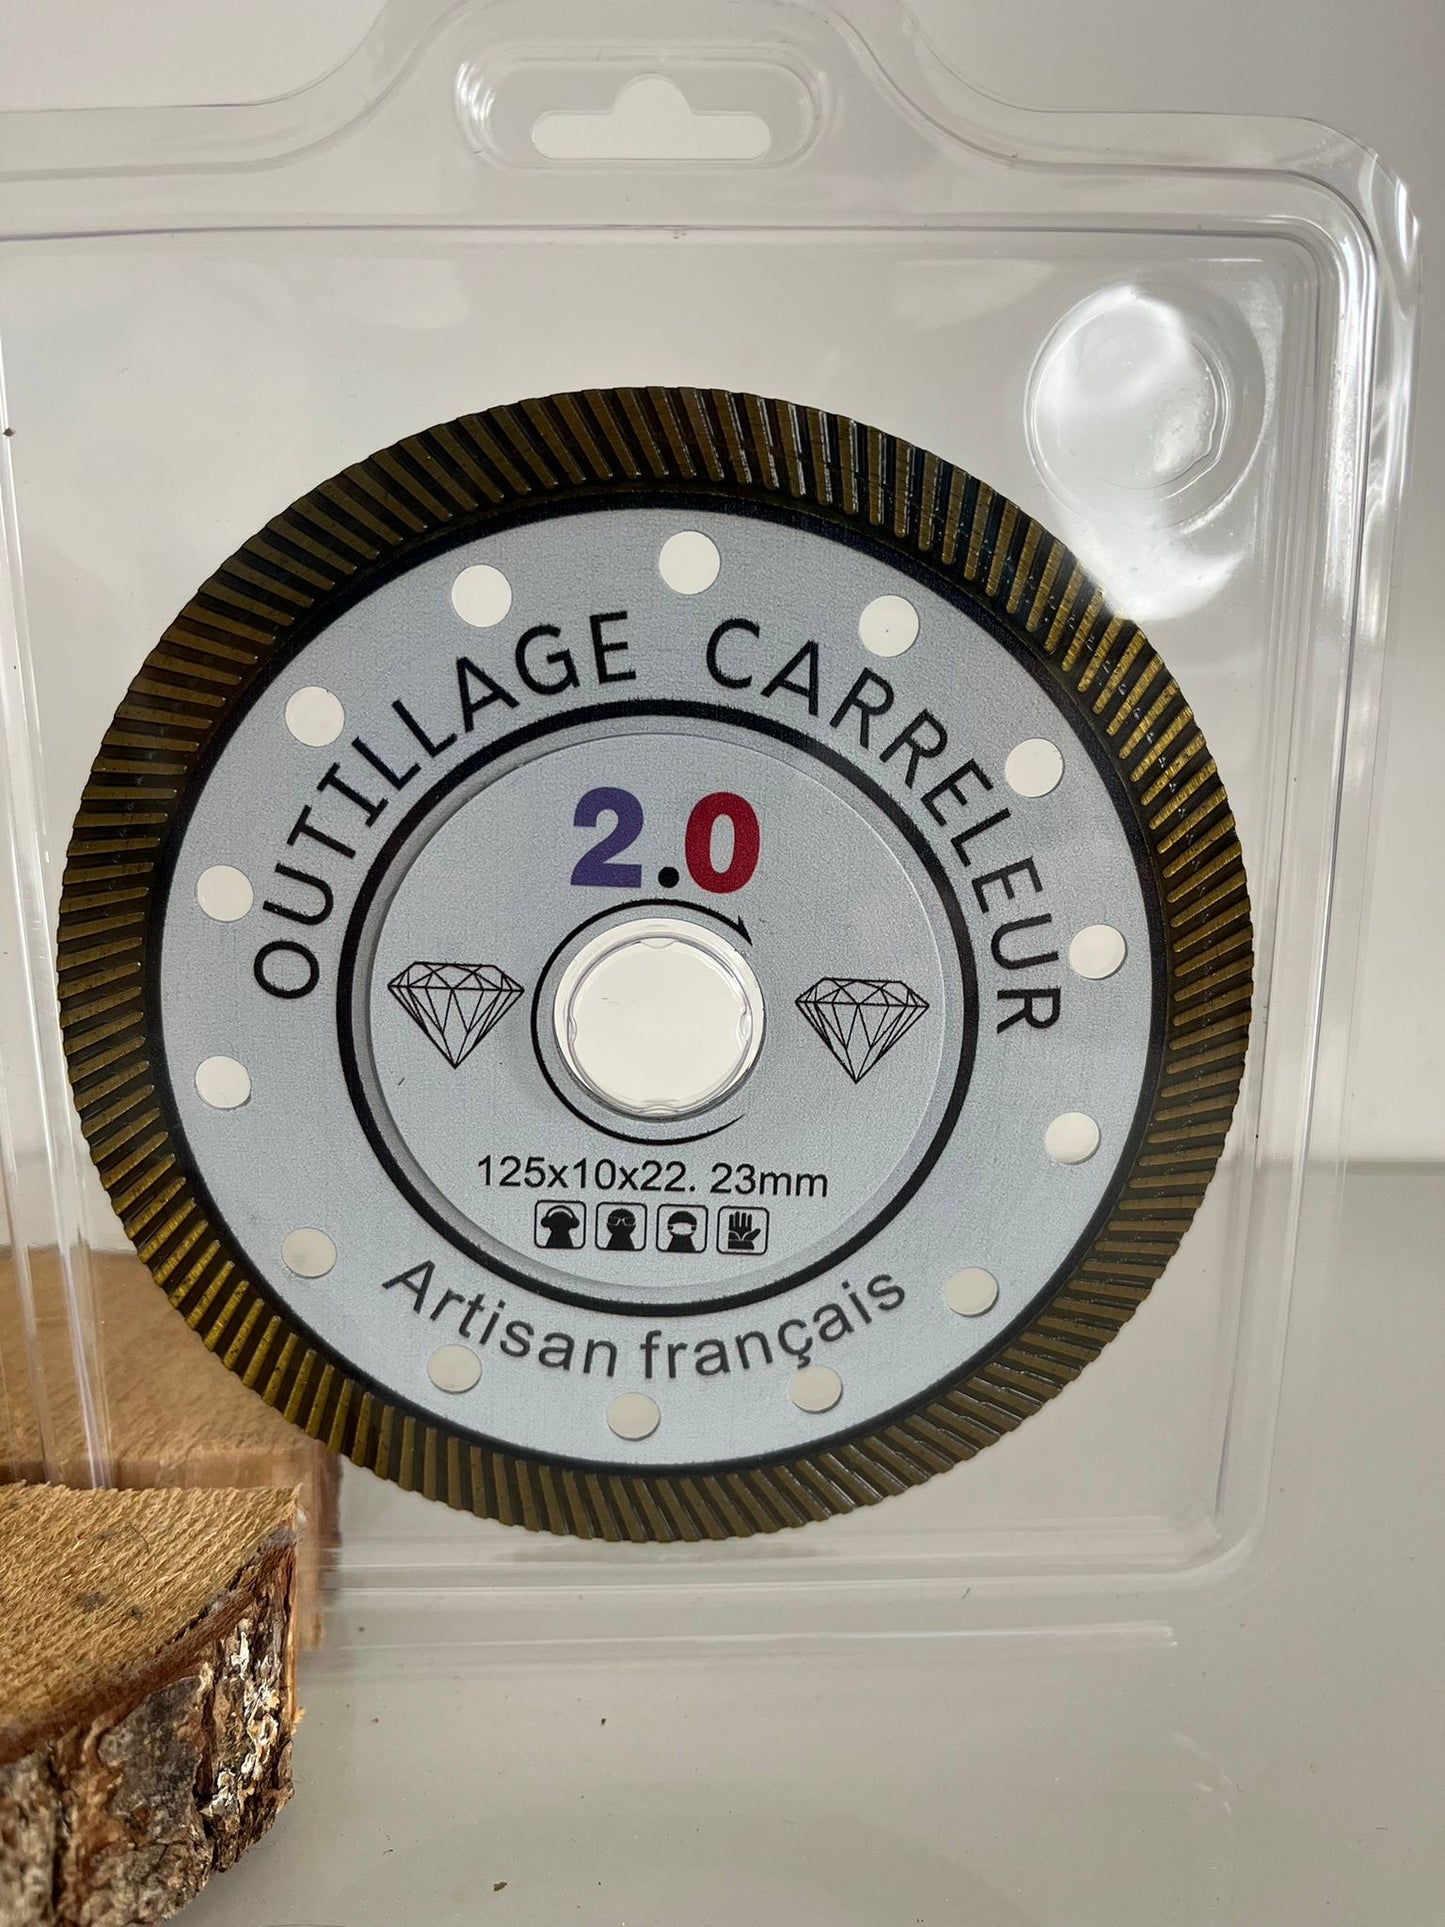 OUTILLAGE CARRELEUR
2.0
125x10x22. 23mm
Artisan français